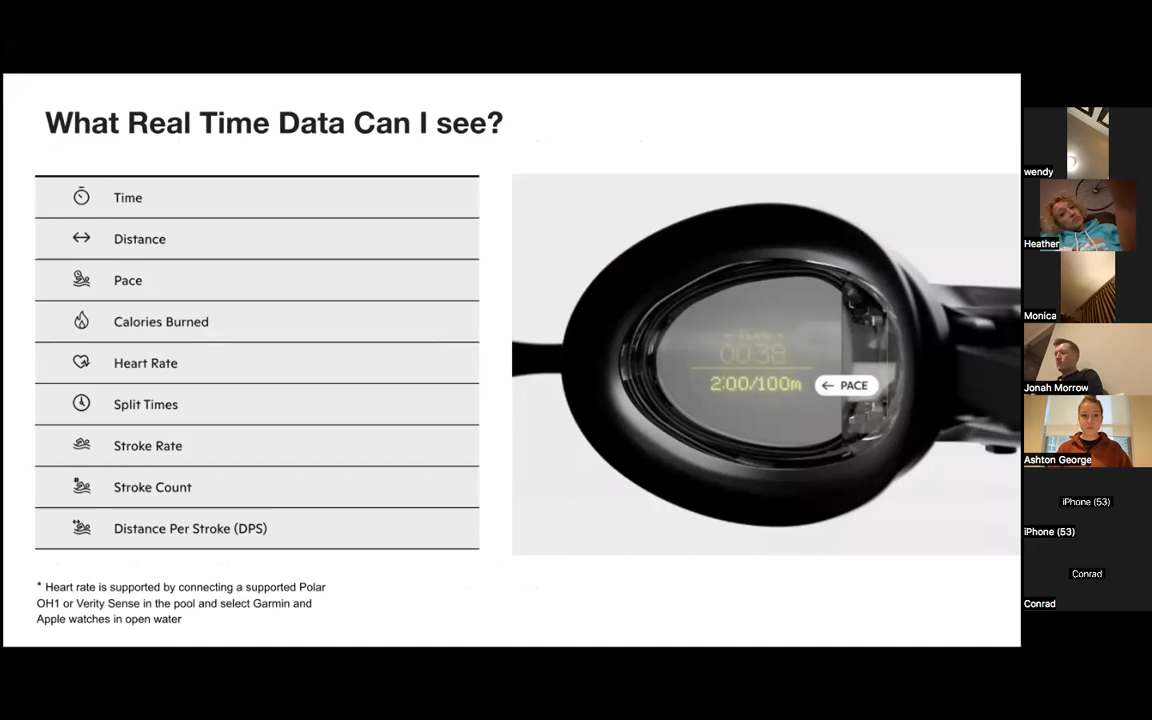 What Real Time Data Can I see?
Time
Distance
Pace
Calories Burned
Heart Rate
Split Times
Stroke Rate
Stroke Count
Distance Per Stroke (DPS)
* Heart rate is supported by connecting a supported Polar
OH1 or Verity Sense in the pool and select Garmin and
Apple watches in open water
00:38
2:00/100m
← PACE
wendy
Heather
Monica
Jonah Morrow
Ashton George
iPhone (53)
iPhone (53)
Conrad
Conrad